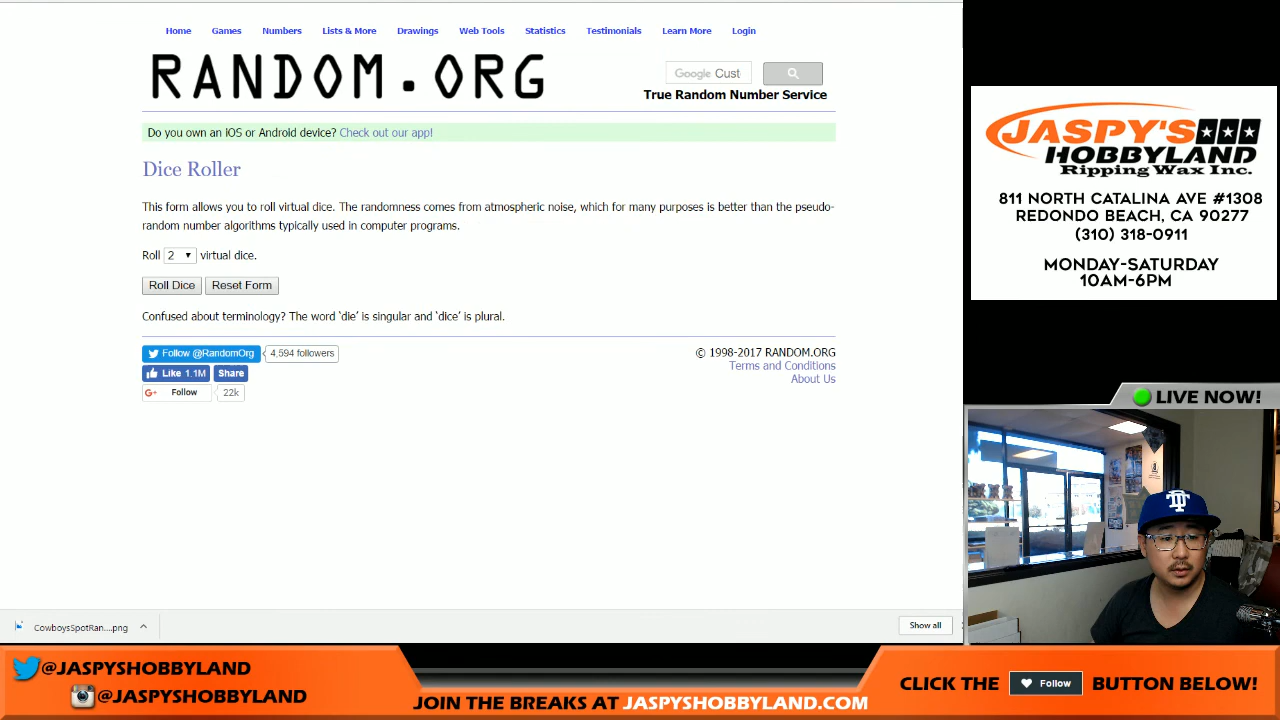 Home Games Numbers Lists & More Drawings Web Tools Statistics Testimonials Learn More Login
RANDOM.ORG
Google Cust
True Random Number Service
Do you own an iOS or Android device? Check out our app!
Dice Roller
This form allows you to roll virtual dice. The randomness comes from atmospheric noise, which for many purposes is better than the pseudo-
random number algorithms typically used in computer programs.
Roll 2 virtual dice.
Roll Dice Reset Form
Confused about terminology? The word ‘die’ is singular and ‘dice’ is plural.
Follow @RandomOrg 4,594 followers
Like 1.1M Share
G+ Follow 22k
© 1998-2017 RANDOM.ORG
Terms and Conditions
About Us
CowboysSpotRan....png
Show all
JASPY'S
HOBBYLAND
Ripping Wax Inc.
811 NORTH CATALINA AVE #1308
REDONDO BEACH, CA 90277
(310) 318-0911
MONDAY-SATURDAY
10AM-6PM
LIVE NOW!
@JASPYSHOBBYLAND
@JASPYSHOBBYLAND
JOIN THE BREAKS AT JASPYSHOBBYLAND.COM
CLICK THE Follow BUTTON BELOW!